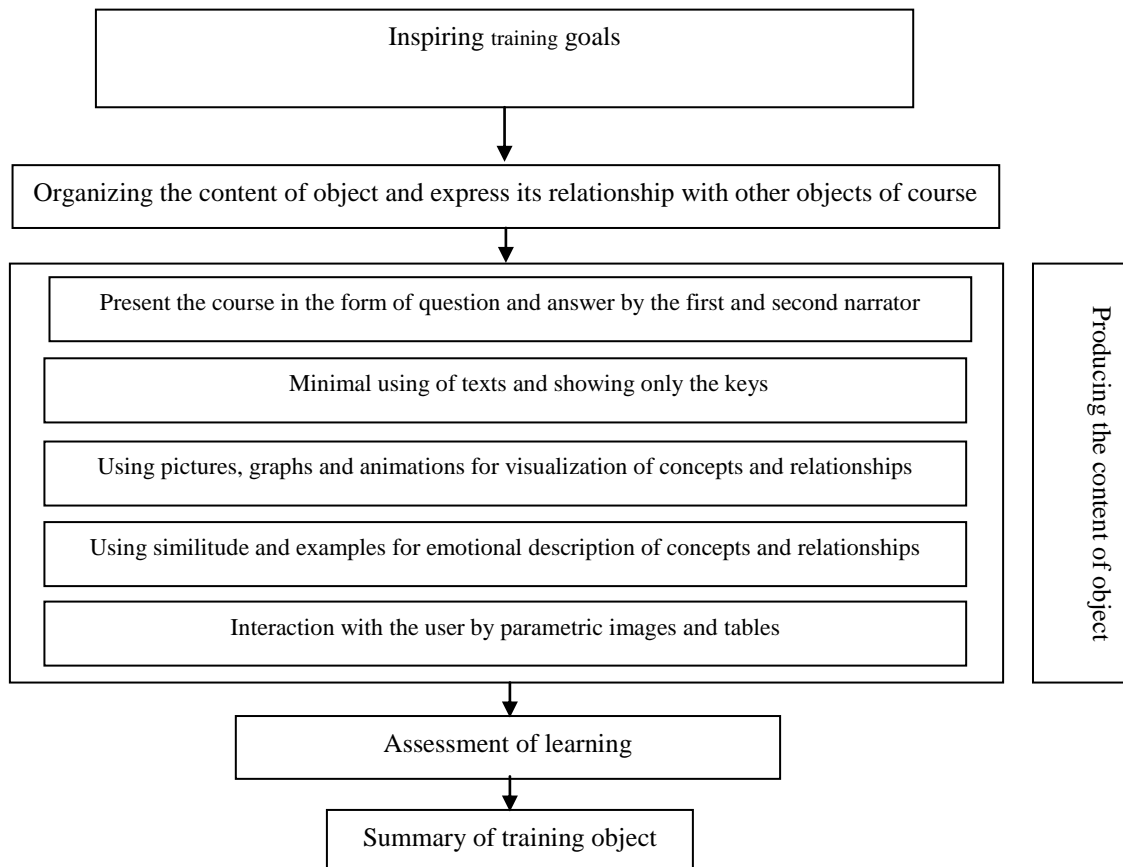 Inspiring training goals
Organizing the content of object and express its relationship with other objects of course
Present the course in the form of question and answer by the first and second narrator
Minimal using of texts and showing only the keys
Using pictures, graphs and animations for visualization of concepts and relationships
Using similitude and examples for emotional description of concepts and relationships
Interaction with the user by parametric images and tables
Producing the content of object
Assessment of learning
Summary of training object